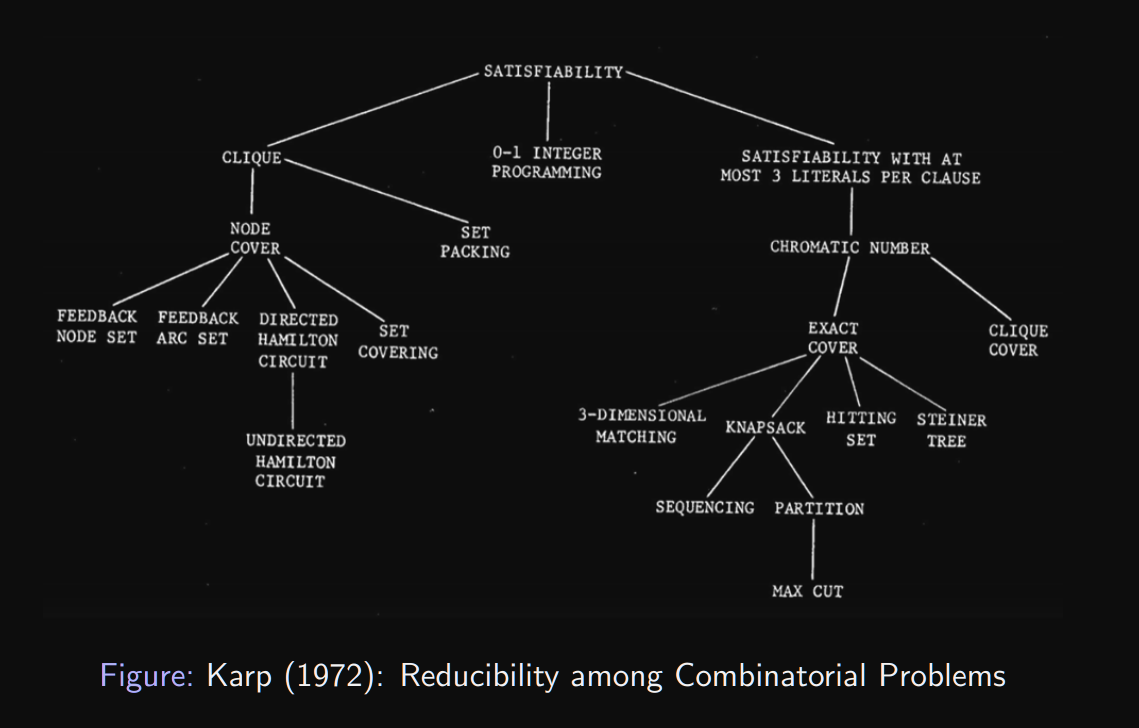 SATISFIABILITY
CLIQUE
0-1 INTEGER
PROGRAMMING
SATISFIABILITY WITH AT
MOST 3 LITERALS PER CLAUSE
NODE
COVER
SET
PACKING
CHROMATIC NUMBER
FEEDBACK
NODE SET
FEEDBACK
ARC SET
DIRECTED
HAMILTON
CIRCUIT
SET
COVERING
EXACT
COVER
CLIQUE
COVER
3-DIMENSIONAL
MATCHING
KNAPSACK
HITTING
SET
STEINER
TREE
UNDIRECTED
HAMILTON
CIRCUIT
SEQUENCING
PARTITION
MAX CUT
Figure: Karp (1972): Reducibility among Combinatorial Problems